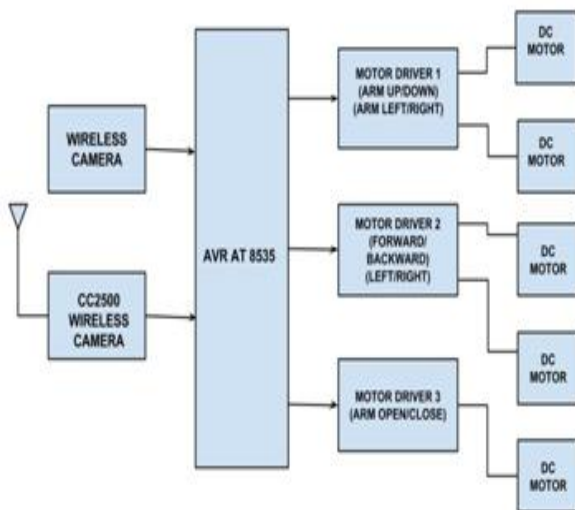 WIRELESS
CAMERA
CC2500
WIRELESS
CAMERA
AVR AT 8535
MOTOR DRIVER 1
(ARM UP/DOWN)
(ARM LEFT/RIGHT)
MOTOR DRIVER 2
(FORWARD/
BACKWARD)
(LEFT/RIGHT)
MOTOR DRIVER 3
(ARM OPEN/CLOSE)
DC
MOTOR
DC
MOTOR
DC
MOTOR
DC
MOTOR
DC
MOTOR